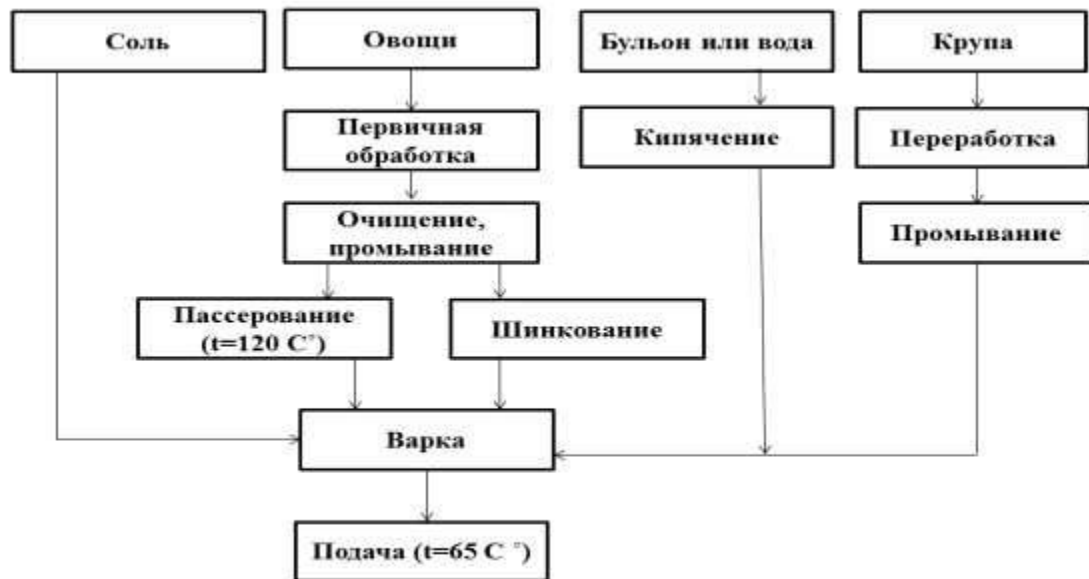 Соль
Овощи
Бульон или вода
Крупа
Первичная
обработка
Кипячение
Переработка
Очищение,
промывание
Промывание
Пассерование
(t=120 C˚)
Шинкование
Варка
Подача (t=65 C ˚)